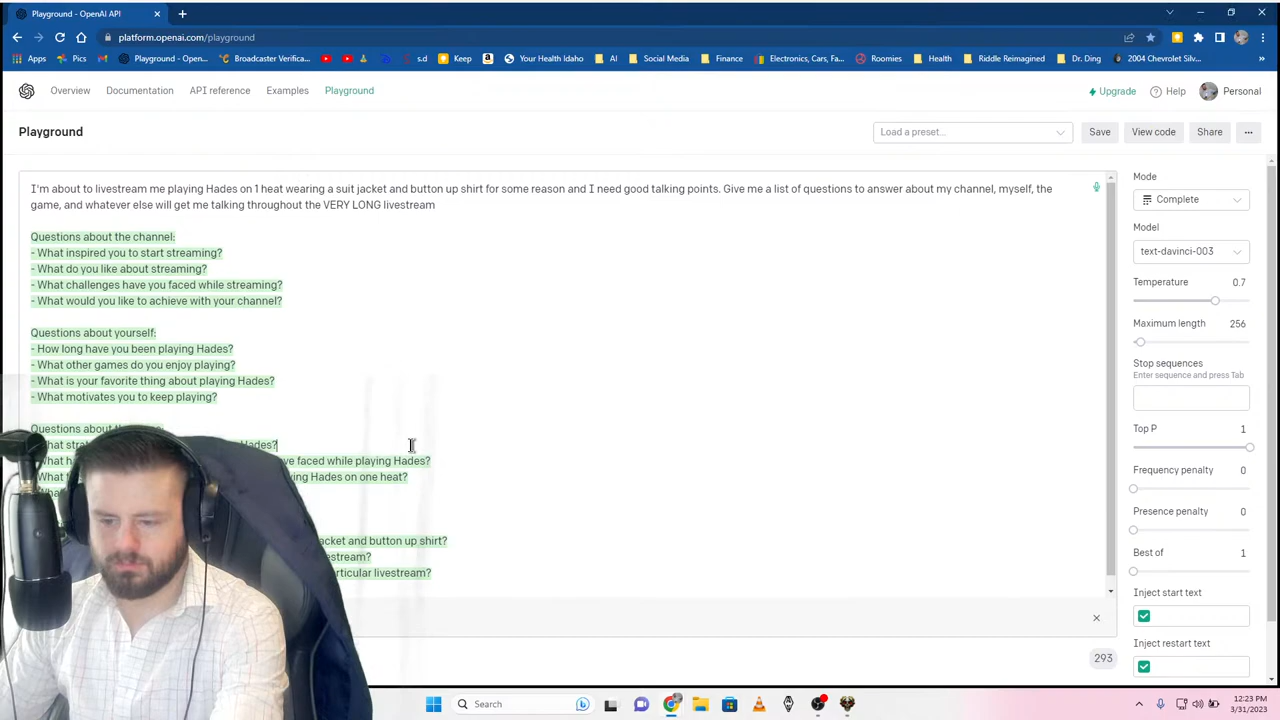 Playground - OpenAI API
platform.openai.com/playground
Apps
Pics
Playground - Open...
Broadcaster Verifica...
s.d
Keep
Your Health Idaho
AI
Social Media
Finance
Electronics, Cars, Fa...
Roomies
Health
Riddle Reimagined
Dr. Ding
2004 Chevrolet Silv...
Overview
Documentation
API reference
Examples
Playground
Upgrade
Help
Personal
Playground
Load a preset...
Save
View code
Share
I'm about to livestream me playing Hades on 1 heat wearing a suit jacket and button up shirt for some reason and I need good talking points. Give me a list of questions to answer about my channel, myself, the
game, and whatever else will get me talking throughout the VERY LONG livestream
Questions about the channel:
- What inspired you to start streaming?
- What do you like about streaming?
- What challenges have you faced while streaming?
- What would you like to achieve with your channel?
Questions about yourself:
- How long have you been playing Hades?
- What other games do you enjoy playing?
- What is your favorite thing about playing Hades?
- What motivates you to keep playing?
Questions about
Hades?
faced while playing Hades?
Hades on one heat?
and button up shirt?
livestream?
Mode
Complete
Model
text-davinci-003
Temperature 0.7
Maximum length 256
Stop sequences
Enter sequence and press Tab
Top P 1
Frequency penalty 0
Presence penalty 0
Best of 1
Inject start text
Inject restart text
293
Search
12:23 PM
3/31/2023